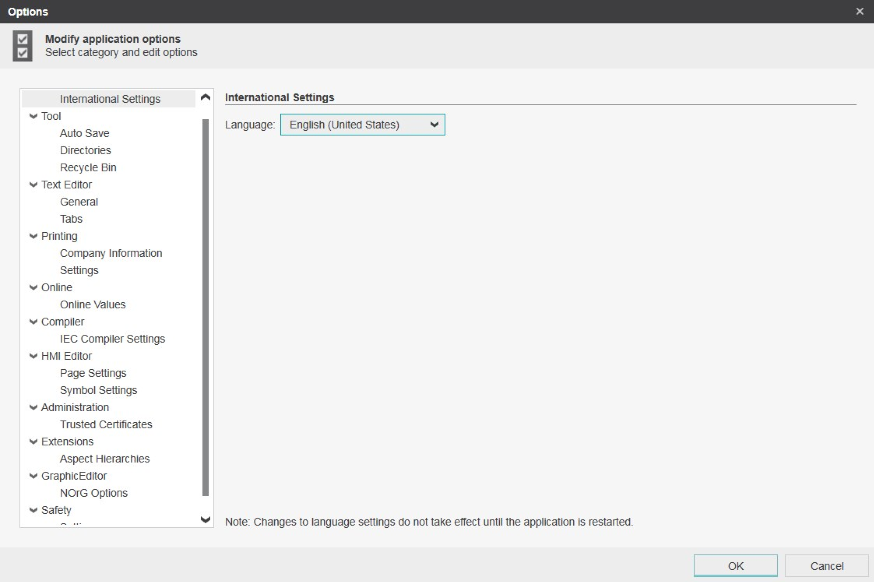 Options
Modify application options
Select category and edit options
International Settings
Tool
Auto Save
Directories
Recycle Bin
Text Editor
General
Tabs
Printing
Company Information
Settings
Online
Online Values
Compiler
IEC Compiler Settings
HMI Editor
Page Settings
Symbol Settings
Administration
Trusted Certificates
Extensions
Aspect Hierarchies
GraphicEditor
NOrG Options
Safety
International Settings
Language: English (United States)
Note: Changes to language settings do not take effect until the application is restarted.
OK Cancel